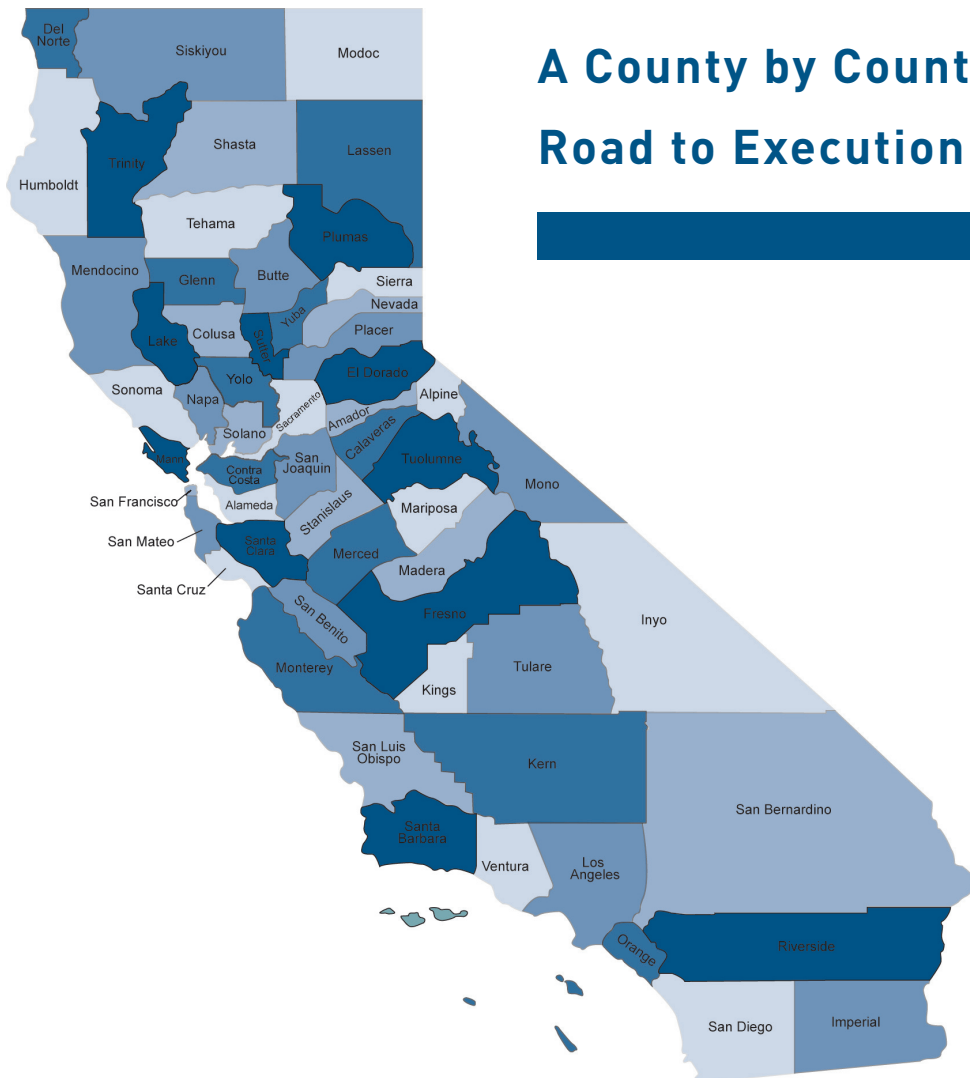 A County by Count
Road to Execution
Del
Norte
Siskiyou
Modoc
Humboldt
Trinity
Shasta
Lassen
Tehama
Plumas
Mendocino
Glenn
Butte
Sierra
Nevada
Yuba
Placer
Lake
Colusa
Sutter
El Dorado
Sonoma
Napa
Yolo
Sacramento
Amador
Alpine
Solano
Calaveras
Marin
Contra
Costa
San
Joaquin
Tuolumne
Mono
San Francisco
Alameda
Stanislaus
Mariposa
San Mateo
Santa
Clara
Merced
Madera
Santa Cruz
San Benito
Fresno
Inyo
Monterey
Kings
Tulare
San Luis
Obispo
Kern
San Bernardino
Santa
Barbara
Ventura
Los
Angeles
Orange
Riverside
San Diego
Imperial